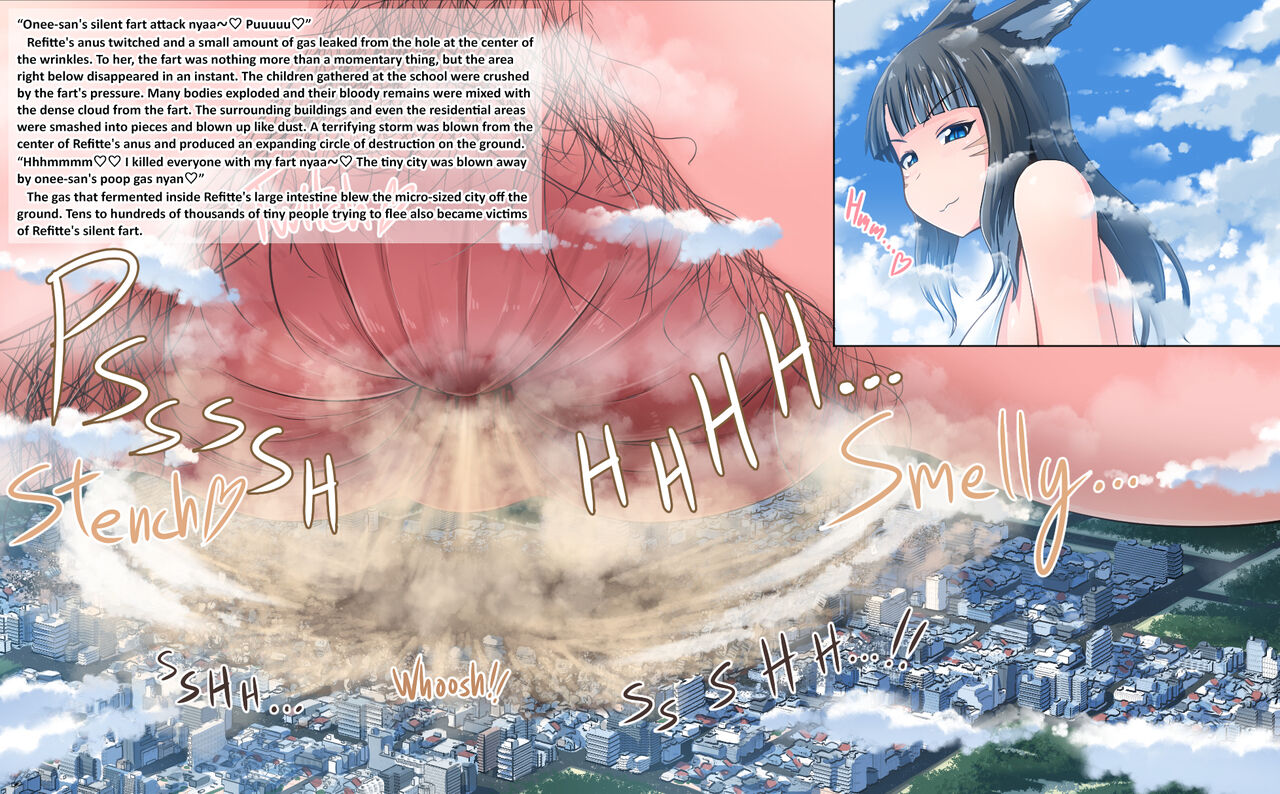 “Onee-san's silent fart attack nyaa~♡ Puuuuu♡”
Refitte's anus twitched and a small amount of gas leaked from the hole at the center of
the wrinkles. To her, the fart was nothing more than a momentary thing, but the area
right below disappeared in an instant. The children gathered at the school were crushed
by the fart's pressure. Many bodies exploded and their bloody remains were mixed with
the dense cloud from the fart. The surrounding buildings and even the residential areas
were smashed into pieces and blown up like dust. A terrifying storm was blown from the
center of Refitte's anus and produced an expanding circle of destruction on the ground.
“Hhhmmmm♡♡ I killed everyone with my fart nyaa~♡ The tiny city was blown away
by onee-san's poop gas nyan♡”
The gas that fermented inside Refitte's large intestine blew the micro-sized city off the
ground. Tens to hundreds of thousands of tiny people trying to flee also became victims
of Refitte's silent fart.
Twitch♡
Hmm...♡
PSSSSSH
HHHHH...
Stench♡
Smelly...
SSHH...
Whoosh!!
SSSSHH...!!